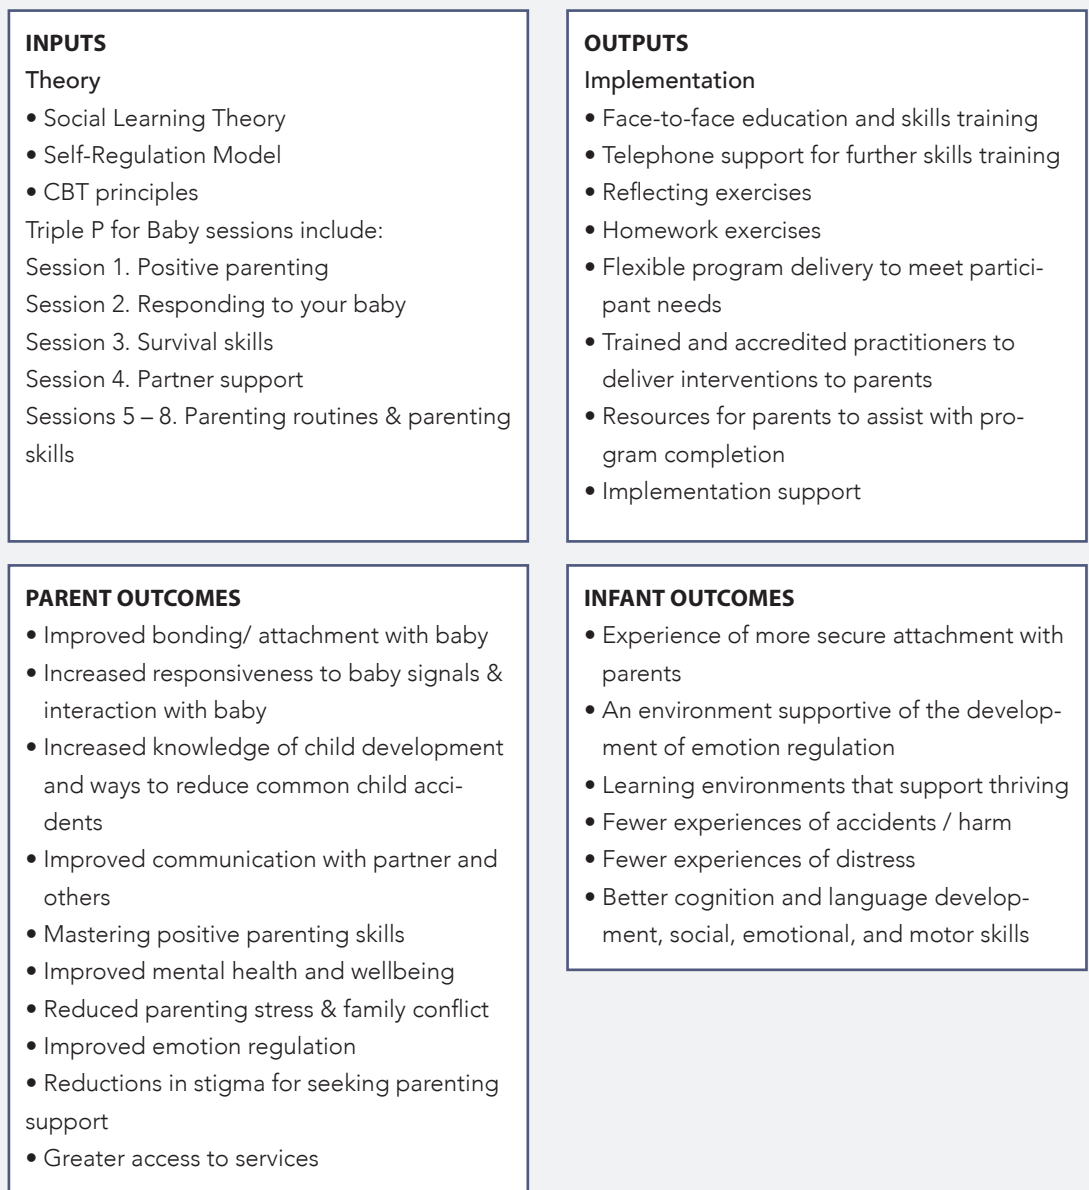 INPUTS
Theory
• Social Learning Theory
• Self-Regulation Model
• CBT principles
Triple P for Baby sessions include:
Session 1. Positive parenting
Session 2. Responding to your baby
Session 3. Survival skills
Session 4. Partner support
Sessions 5 – 8. Parenting routines & parenting
skills
OUTPUTS
Implementation
• Face-to-face education and skills training
• Telephone support for further skills training
• Reflecting exercises
• Homework exercises
• Flexible program delivery to meet partici-
pant needs
• Trained and accredited practitioners to
deliver interventions to parents
• Resources for parents to assist with pro-
gram completion
• Implementation support
PARENT OUTCOMES
• Improved bonding/ attachment with baby
• Increased responsiveness to baby signals &
interaction with baby
• Increased knowledge of child development
and ways to reduce common child acci-
dents
• Improved communication with partner and
others
• Mastering positive parenting skills
• Improved mental health and wellbeing
• Reduced parenting stress & family conflict
• Improved emotion regulation
• Reductions in stigma for seeking parenting
support
• Greater access to services
INFANT OUTCOMES
• Experience of more secure attachment with
parents
• An environment supportive of the develop-
ment of emotion regulation
• Learning environments that support thriving
• Fewer experiences of accidents / harm
• Fewer experiences of distress
• Better cognition and language develop-
ment, social, emotional, and motor skills